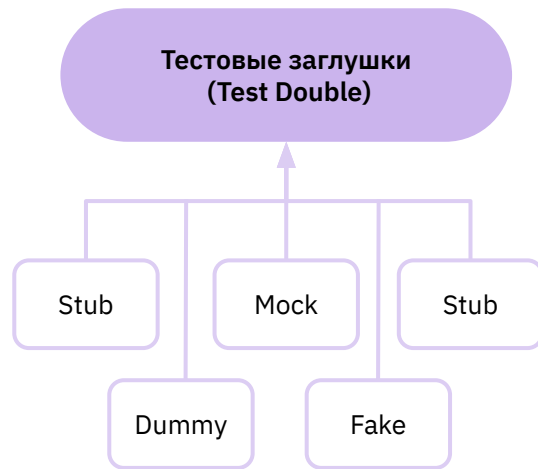 Тестовые заглушки
(Test Double)
Stub
Mock
Stub
Dummy
Fake